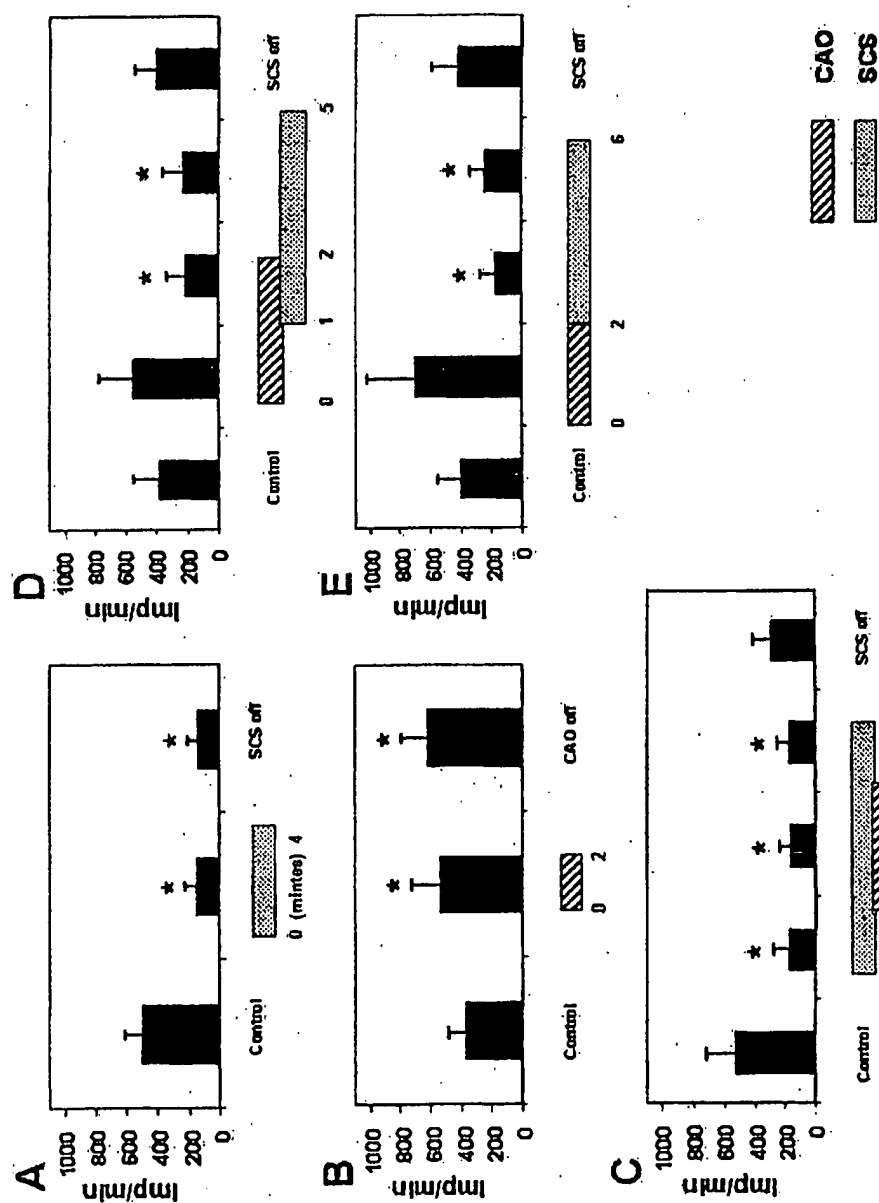 A
Imp/min
1000
800
600
400
200
0
*
*
Control
0 (mintes) 4
SCS off
B
Imp/min
1000
800
600
400
200
0
*
*
Control
0 2
CAO off
C
Imp/min
1000
800
600
400
200
0
*
*
*
Control
SCS off
D
Imp/min
1000
800
600
400
200
0
*
*
Control
0 1 2 5
SCS off
E
Imp/min
1000
800
600
400
200
0
*
*
Control
0 2 6
SCS off
CAO
SCS